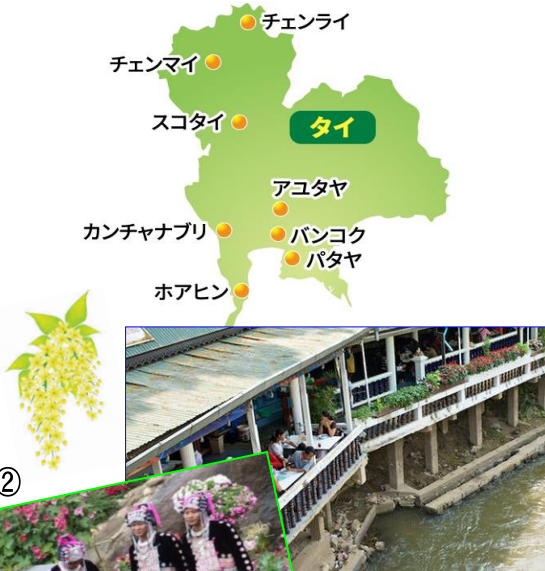 チェンライ
チェンマイ
スコタイ
タイ
アユタヤ
カンチャナブリ
バンコク
パタヤ
ホアヒン
②